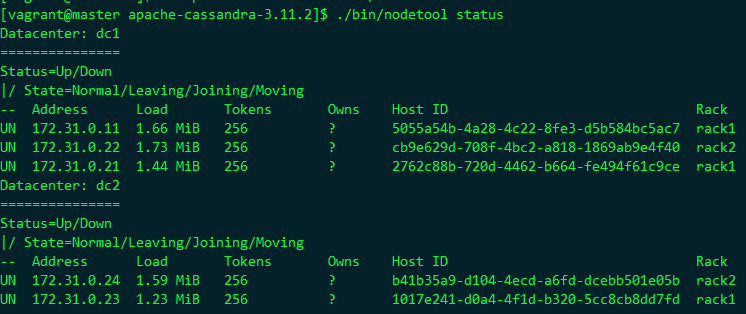 [vagrant@master apache-cassandra-3.11.2]$ ./bin/nodetool status
Datacenter: dc1
===============
Status=Up/Down
|/ State=Normal/Leaving/Joining/Moving
--  Address      Load       Tokens       Owns    Host ID                               Rack
UN  172.31.0.11  1.66 MiB   256          ?       5055a54b-4a28-4c22-8fe3-d5b584bc5ac7  rack1
UN  172.31.0.22  1.73 MiB   256          ?       cb9e629d-708f-4bc2-a818-1869ab9e4f40  rack2
UN  172.31.0.21  1.44 MiB   256          ?       2762c88b-720d-4462-b664-fe494f61c9ce  rack1
Datacenter: dc2
===============
Status=Up/Down
|/ State=Normal/Leaving/Joining/Moving
--  Address      Load       Tokens       Owns    Host ID                               Rack
UN  172.31.0.24  1.59 MiB   256          ?       b41b35a9-d104-4ecd-a6fd-dcebb501e05b  rack2
UN  172.31.0.23  1.23 MiB   256          ?       1017e241-d0a4-4f1d-b320-5cc8cb8dd7fd  rack1